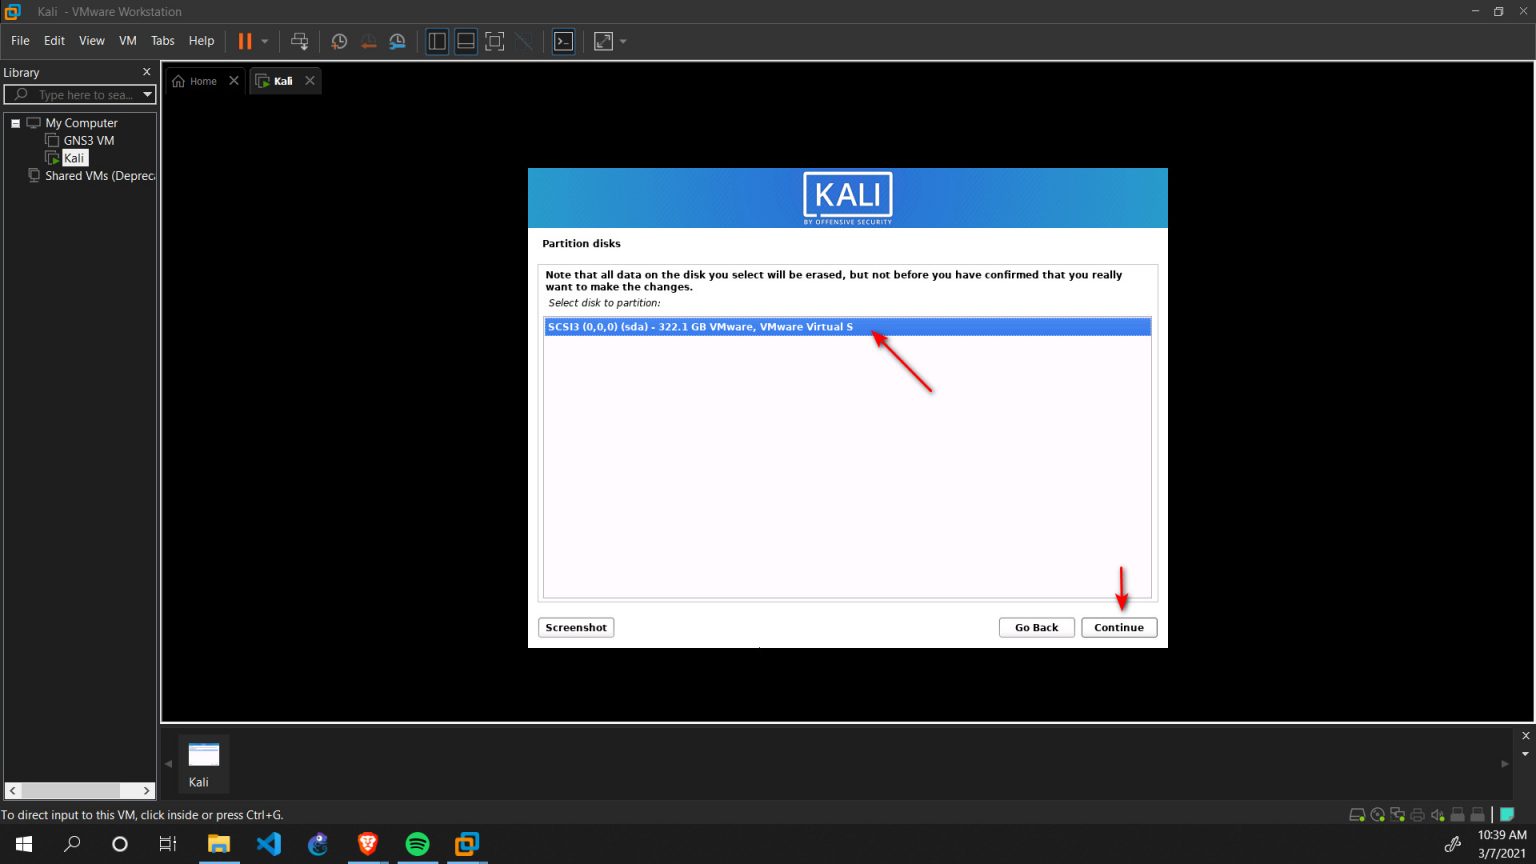 Kali - VMware Workstation
File Edit View VM Tabs Help
Library
Type here to sea...
Home
Kali
My Computer
GNS3 VM
Kali
Shared VMs (Depreca
KALI
BY OFFENSIVE SECURITY
Partition disks
Note that all data on the disk you select will be erased, but not before you have confirmed that you really
want to make the changes.
Select disk to partition:
SCSI3 (0,0,0) (sda) - 322.1 GB VMware, VMware Virtual S
Screenshot
Go Back
Continue
Kali
To direct input to this VM, click inside or press Ctrl+G.
10:39 AM
3/7/2021